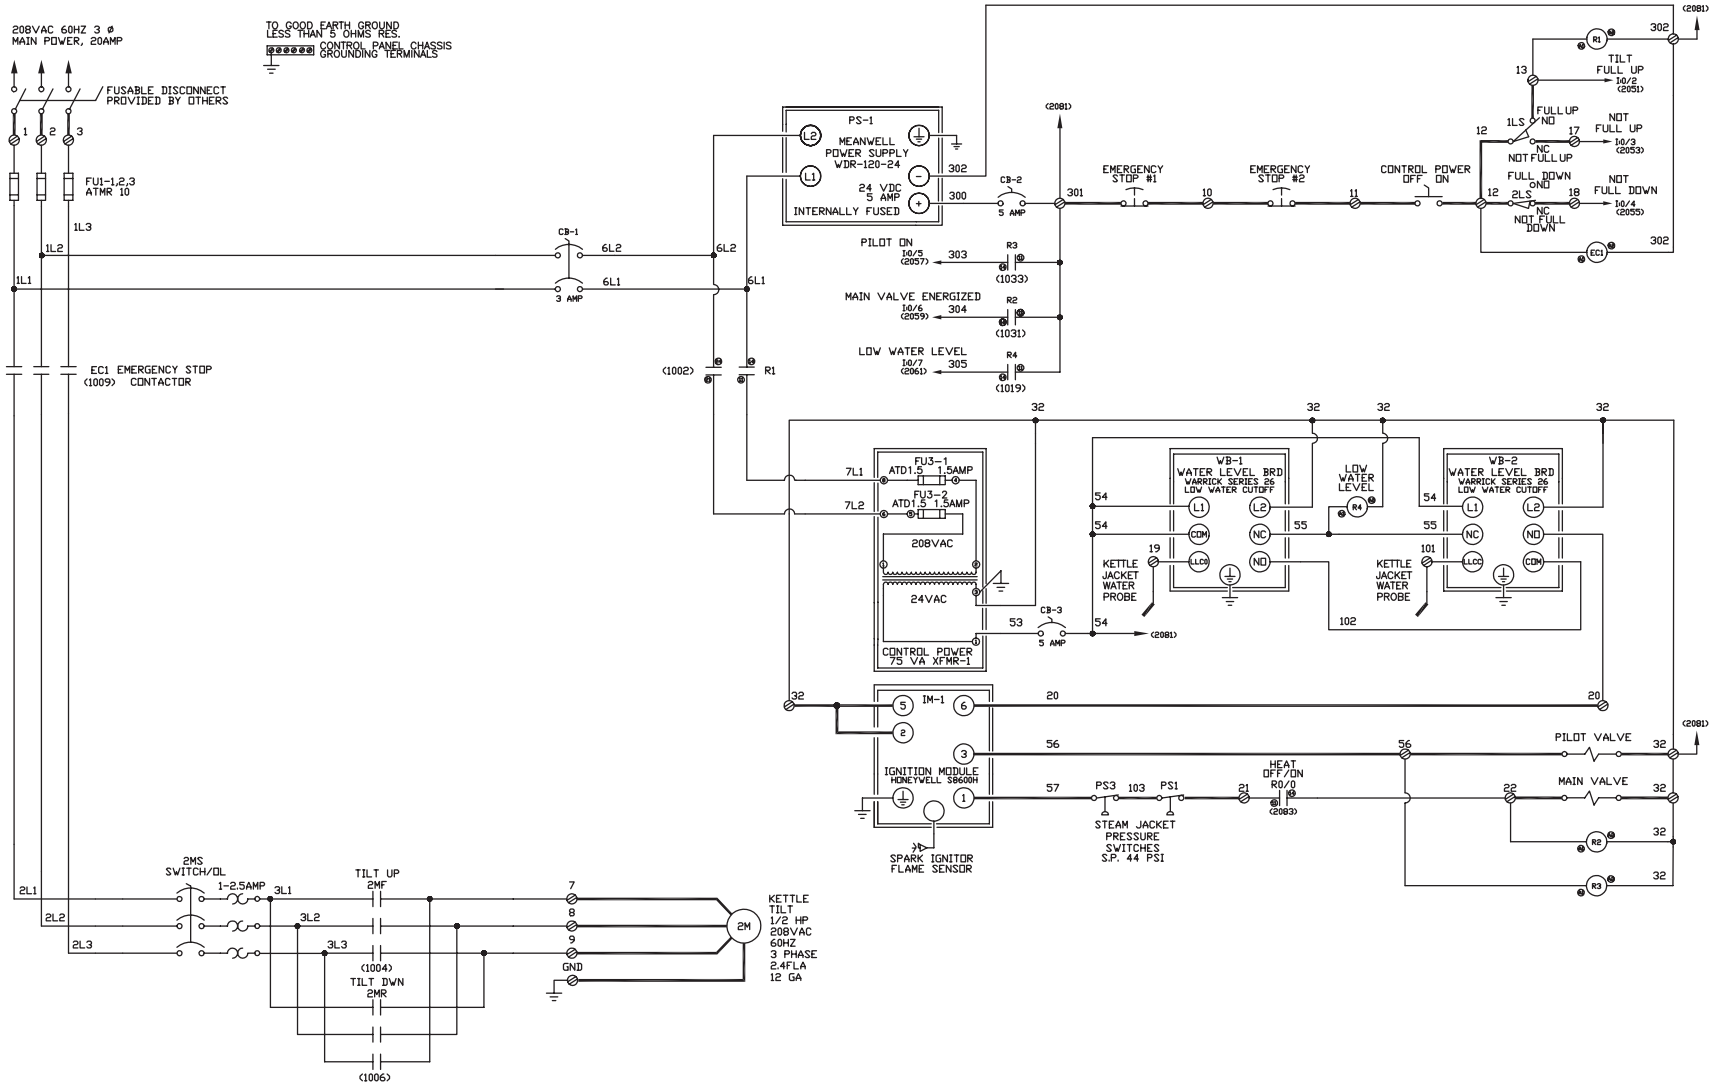 208VAC 60HZ 3 Ø
MAIN POWER, 20AMP
TO GOOD EARTH GROUND
LESS THAN 5 OHMS RES.
CONTROL PANEL CHASSIS
GROUNDING TERMINALS
FUSABLE DISCONNECT
PROVIDED BY OTHERS
1
2
3
FU1-1,2,3
ATMR 10
1L3
1L2
1L1
CB-1
3 AMP
6L2
6L1
6L2
6L1
EC1 EMERGENCY STOP
(1009) CONTACTOR
(1002)
R1
PS-1
L2
MEANWELL
POWER SUPPLY
WDR-120-24
L1
-
24 VDC
5 AMP
+
INTERNALLY FUSED
302
300
CB-2
5 AMP
(2081)
301
EMERGENCY
STOP #1
10
EMERGENCY
STOP #2
11
CONTROL POWER
OFF ON
12
12
R1
302
(2081)
13
TILT
FULL UP
I:0/2
(2051)
FULL UP
NO
1LS
NC
NOT FULL UP
17
NOT
FULL UP
I:0/3
(2053)
FULL DOWN
NO
2LS
NC
NOT FULL
DOWN
18
NOT
FULL DOWN
I:0/4
(2055)
EC1
302
PILOT ON
I:0/5
(2057)
303
R3
(1033)
MAIN VALVE ENERGIZED
I:0/6
(2059)
304
R2
(1031)
LOW WATER LEVEL
I:0/7
(2061)
305
R4
(1019)
32
32
32
32
7L1
7L2
FU3-1
ATD1.5 1.5AMP
FU3-2
ATD1.5 1.5AMP
208VAC
24VAC
CONTROL POWER
75 VA XFMR-1
53
CB-3
5 AMP
54
(2081)
54
54
WB-1
WATER LEVEL BRD
WARRICK SERIES 26
LOW WATER CUTOFF
L1
L2
COM
NC
LLCO
NO
19
KETTLE
JACKET
WATER
PROBE
55
LOW
WATER
LEVEL
R4
WB-2
WATER LEVEL BRD
WARRICK SERIES 26
LOW WATER CUTOFF
54
L1
L2
55
NC
NO
101
LLCO
COM
KETTLE
JACKET
WATER
PROBE
102
32
IM-1
5
6
2
3
IGNITION MODULE
HONEYWELL S8600H
1
SPARK IGNITOR
FLAME SENSOR
20
20
56
56
PILOT VALVE
32
(2081)
57
PS3
103
PS1
21
HEAT
OFF/ON
RO/0
(2083)
22
MAIN VALVE
32
STEAM JACKET
PRESSURE
SWITCHES
S.P. 44 PSI
R2
32
R3
32
2L1
2L2
2L3
2MS
SWITCH/OL
1-2.5AMP
3L1
3L2
3L3
TILT UP
2MF
(1004)
TILT DWN
2MR
(1006)
7
8
9
GND
2M
KETTLE
TILT
1/2 HP
208VAC
60HZ
3 PHASE
2.4FLA
12 GA